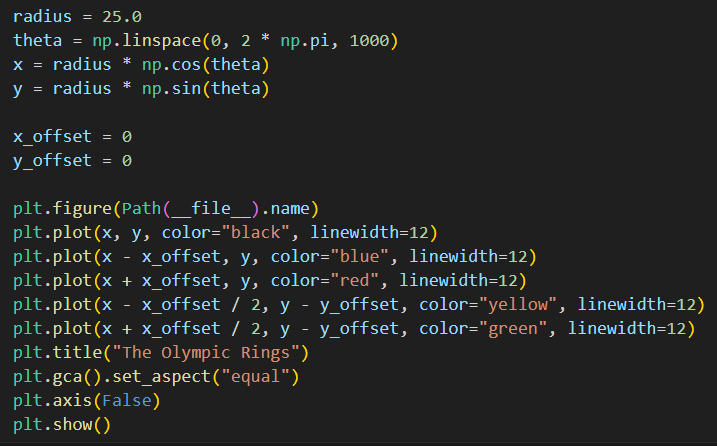 radius = 25.0
theta = np.linspace(0, 2 * np.pi, 1000)
x = radius * np.cos(theta)
y = radius * np.sin(theta)

x_offset = 0
y_offset = 0

plt.figure(Path(__file__).name)
plt.plot(x, y, color="black", linewidth=12)
plt.plot(x - x_offset, y, color="blue", linewidth=12)
plt.plot(x + x_offset, y, color="red", linewidth=12)
plt.plot(x - x_offset / 2, y - y_offset, color="yellow", linewidth=12)
plt.plot(x + x_offset / 2, y - y_offset, color="green", linewidth=12)
plt.title("The Olympic Rings")
plt.gca().set_aspect("equal")
plt.axis(False)
plt.show()